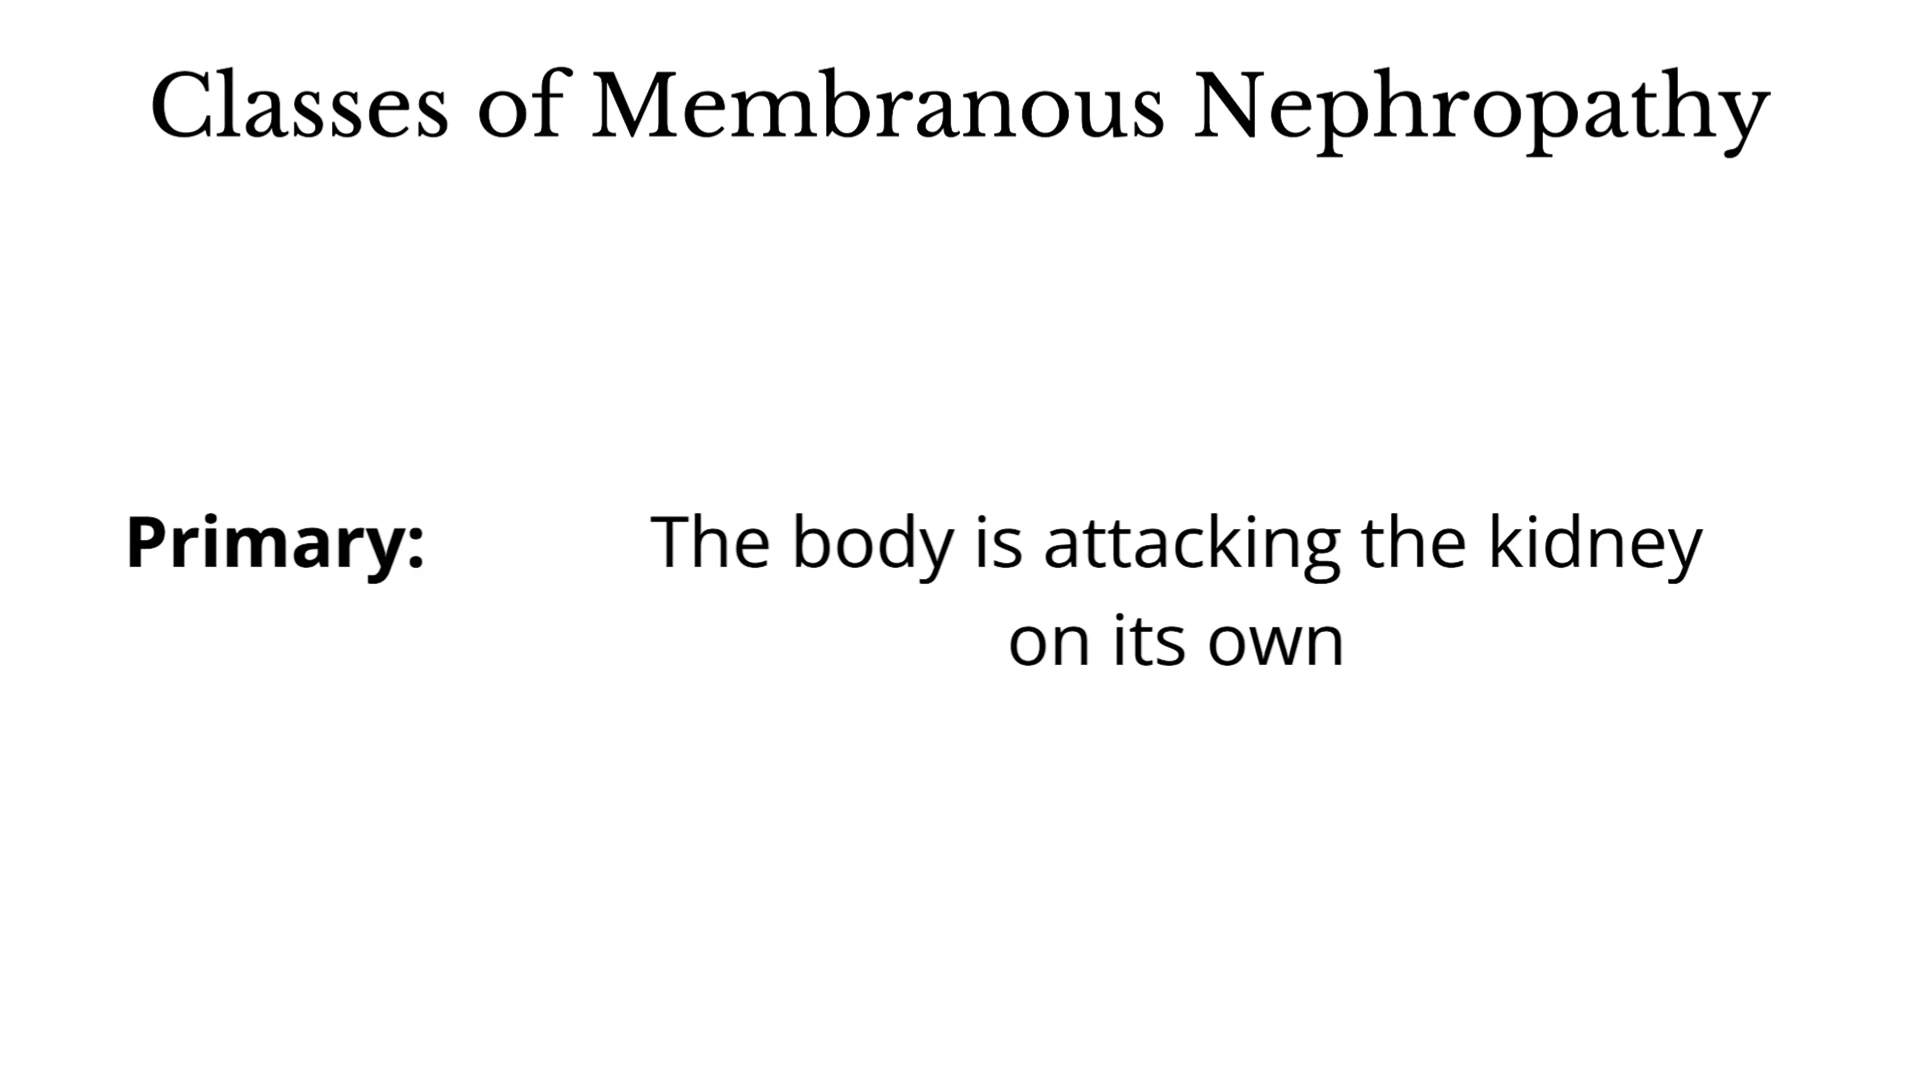 Classes of Membranous Nephropathy
Primary: The body is attacking the kidney
on its own